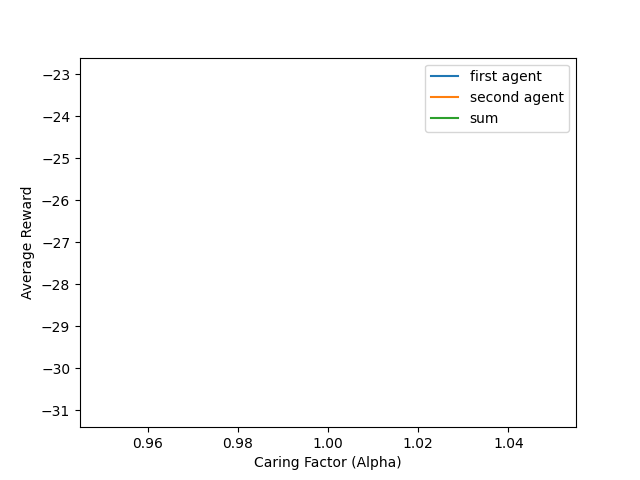 first agent
second agent
sum
−23
−24
−25
−26
−27
−28
−29
−30
−31
Average Reward
0.96 0.98 1.00 1.02 1.04
Caring Factor (Alpha)